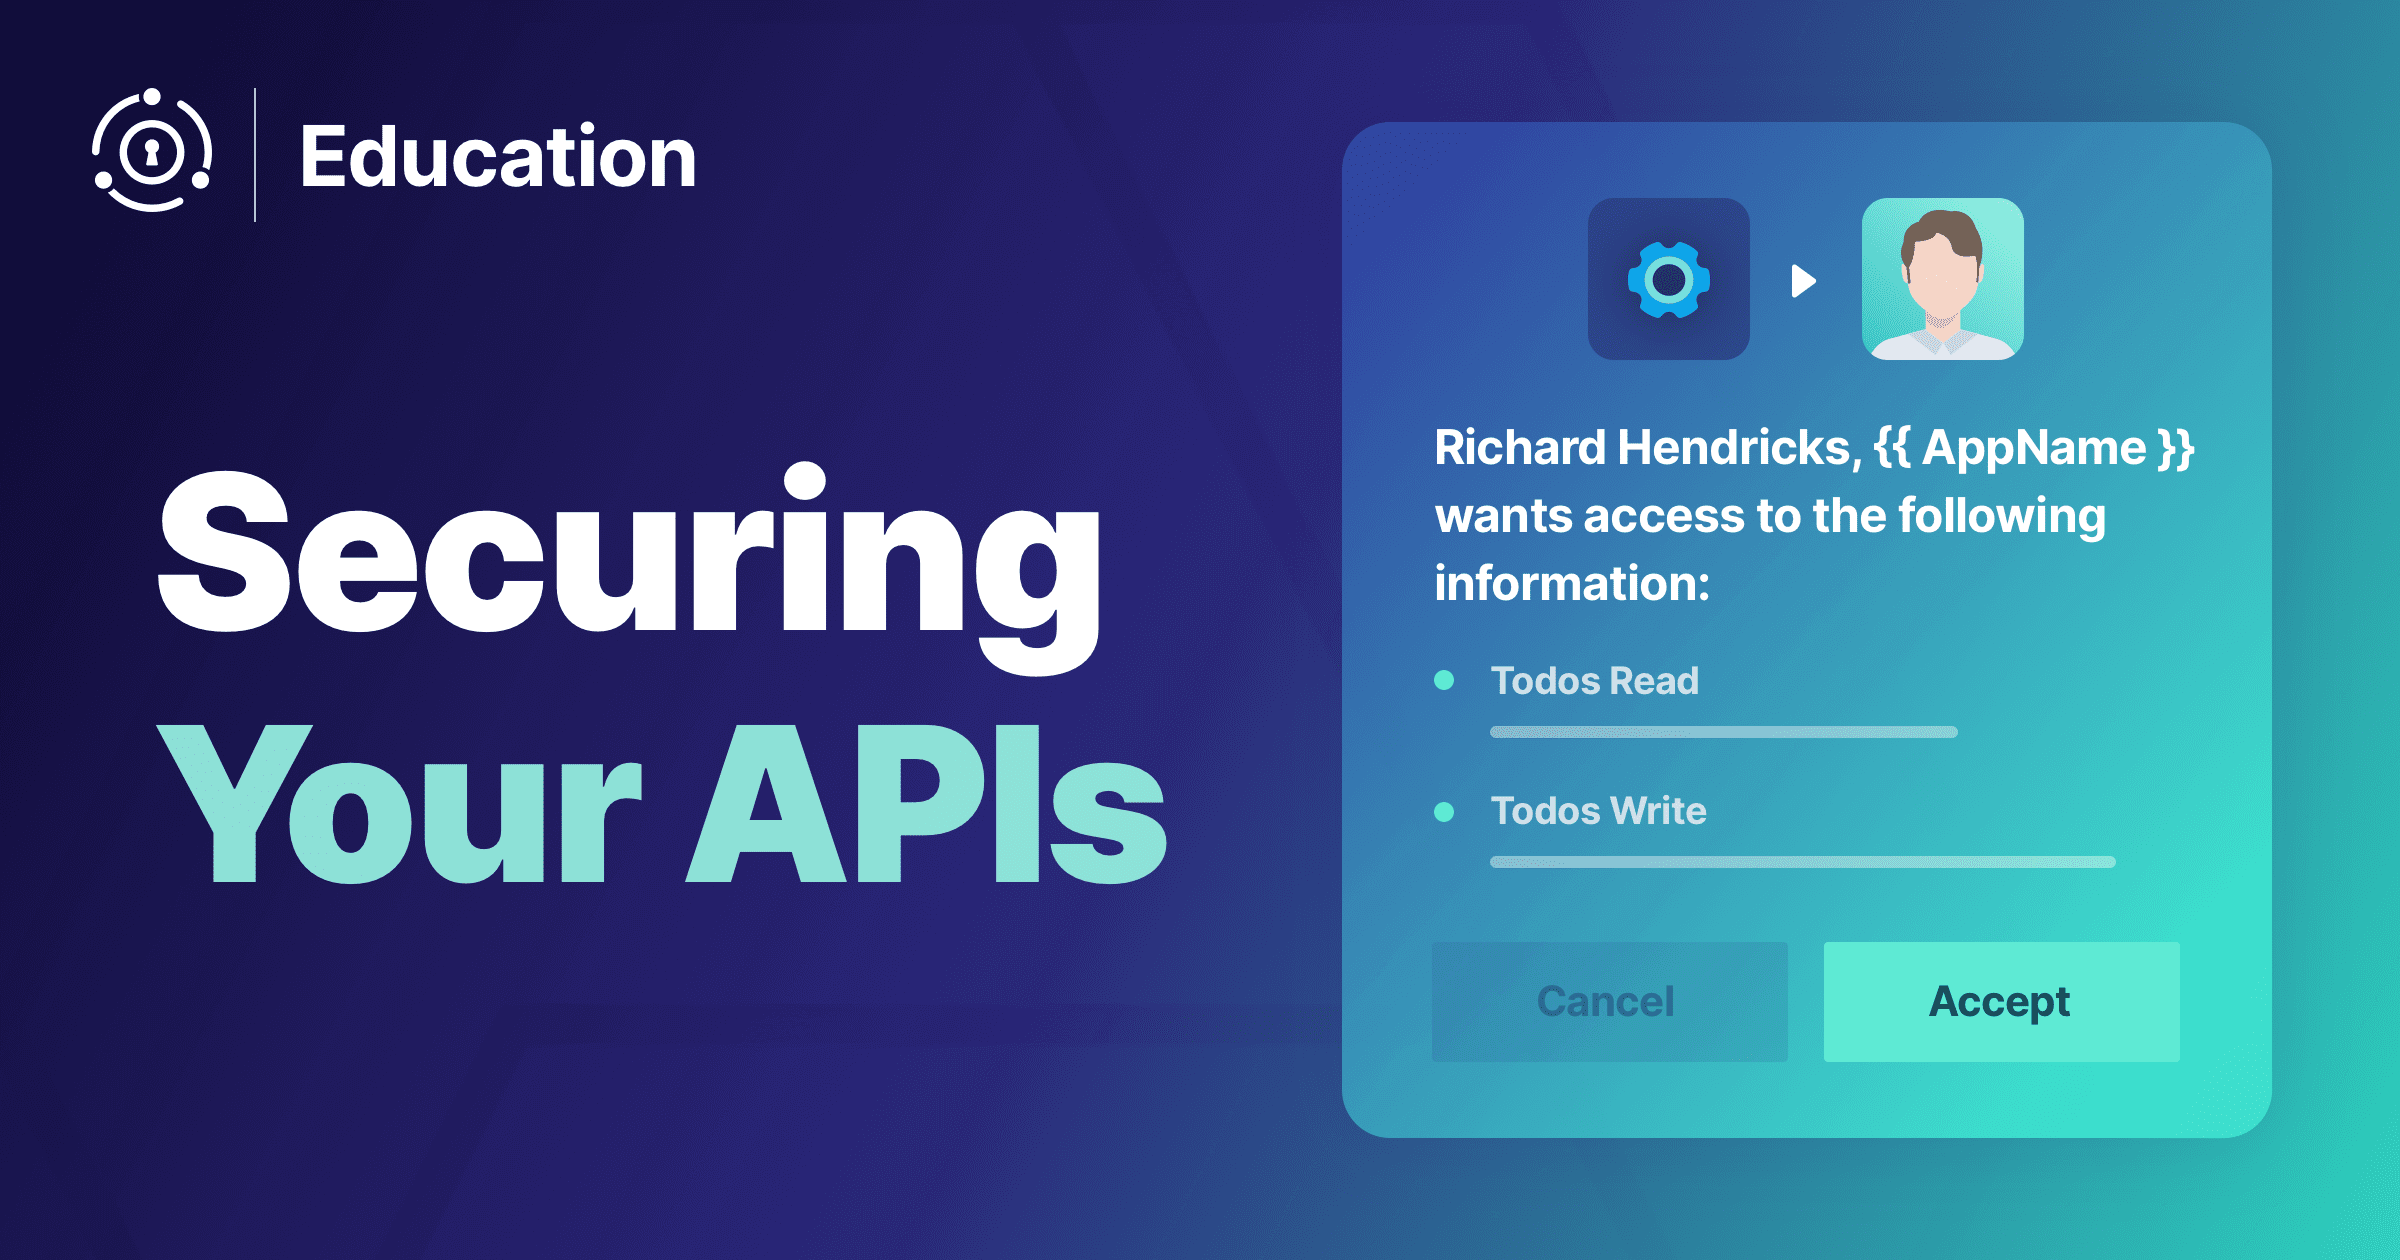 Education
Securing
Your APIs
Richard Hendricks, {{ AppName }}
wants access to the following
information:
Todos Read
Todos Write
Cancel
Accept